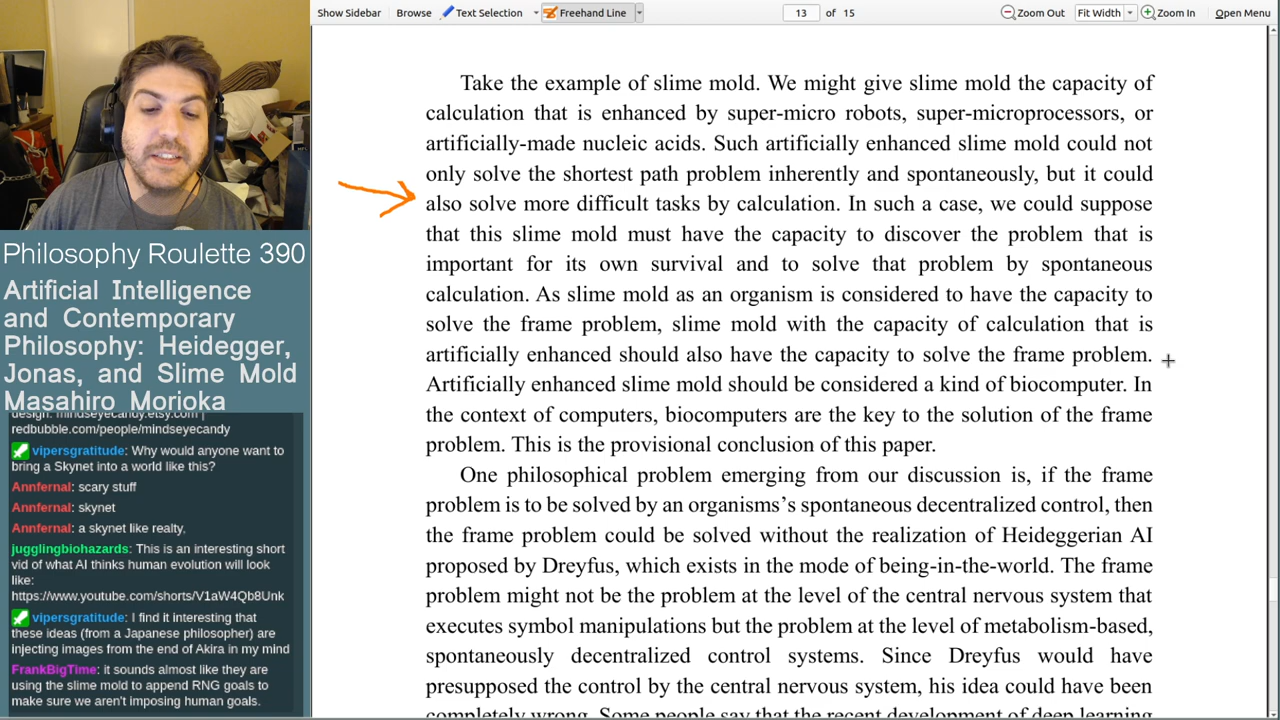 Show Sidebar Browse Text Selection Freehand Line 13 of 15 Zoom Out Fit Width Zoom In Open Menu
Take the example of slime mold. We might give slime mold the capacity of
calculation that is enhanced by super-micro robots, super-microprocessors, or
artificially-made nucleic acids. Such artificially enhanced slime mold could not
only solve the shortest path problem inherently and spontaneously, but it could
also solve more difficult tasks by calculation. In such a case, we could suppose
that this slime mold must have the capacity to discover the problem that is
important for its own survival and to solve that problem by spontaneous
calculation. As slime mold as an organism is considered to have the capacity to
solve the frame problem, slime mold with the capacity of calculation that is
artificially enhanced should also have the capacity to solve the frame problem.
Artificially enhanced slime mold should be considered a kind of biocomputer. In
the context of computers, biocomputers are the key to the solution of the frame
problem. This is the provisional conclusion of this paper.
One philosophical problem emerging from our discussion is, if the frame
problem is to be solved by an organisms's spontaneous decentralized control, then
the frame problem could be solved without the realization of Heideggerian AI
proposed by Dreyfus, which exists in the mode of being-in-the-world. The frame
problem might not be the problem at the level of the central nervous system that
executes symbol manipulations but the problem at the level of metabolism-based,
spontaneously decentralized control systems. Since Dreyfus would have
presupposed the control by the central nervous system, his idea could have been
completely wrong. Some people say that the recent development of deep learning
Philosophy Roulette 390
Artificial Intelligence
and Contemporary
Philosophy: Heidegger,
Jonas, and Slime Mold
Masahiro Morioka
design: mindseyecandy.etsy.com |
redbubble.com/people/mindseyecandy
vipersgratitude: Why would anyone want to
bring a Skynet into a world like this?
Annfernal: scary stuff
Annfernal: skynet
Annfernal: a skynet like realty,
jugglingbiohazards: This is an interesting short
vid of what AI thinks human evolution will look
like:
https://www.youtube.com/shorts/V1aW4Qb8Unk
vipersgratitude: I find it interesting that
these ideas (from a Japanese philosopher) are
injecting images from the end of Akira in my mind
FrankBigTime: it sounds almost like they are
using the slime mold to append RNG goals to
make sure we aren't imposing human goals.